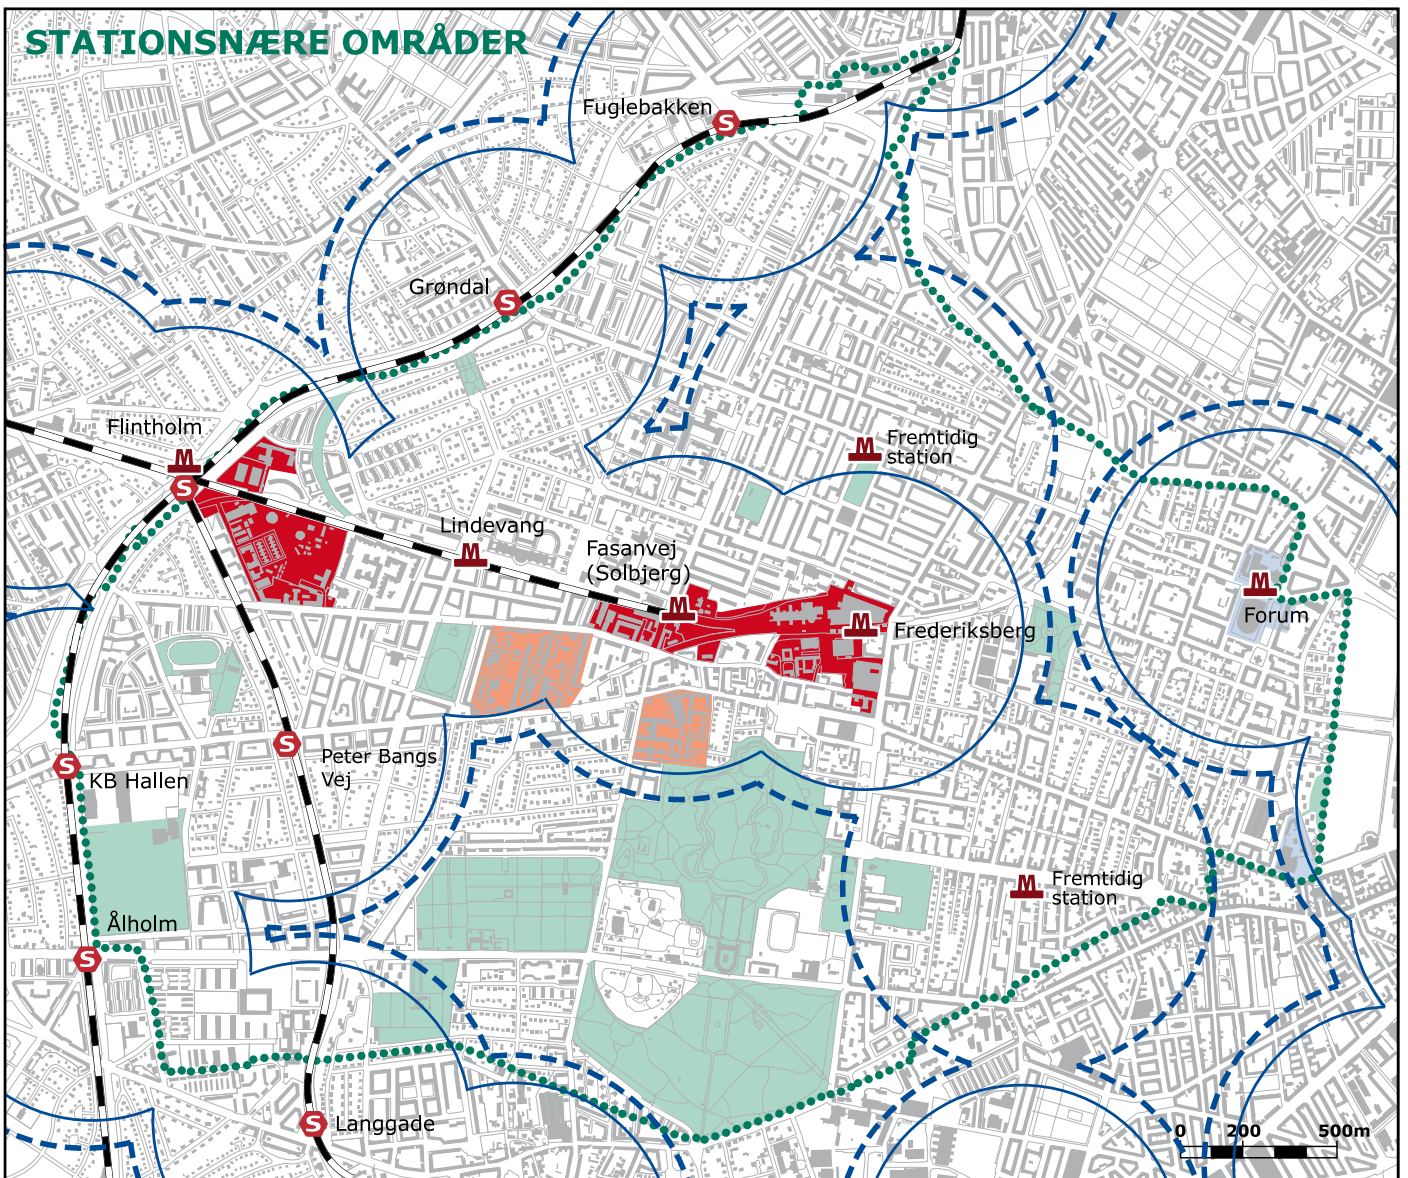 STATIONSNÆRE OMRÅDER
Fuglebakken
S
Grøndal
S
Flintholm
M
S
Fremtidig
station
M
Lindevang
M
Fasanvej
(Solbjerg)
M
Frederiksberg
M
Forum
M
Peter Bangs
Vej
S
KB Hallen
S
Fremtidig
station
M
Ålholm
S
Langgade
S
0 200 500m